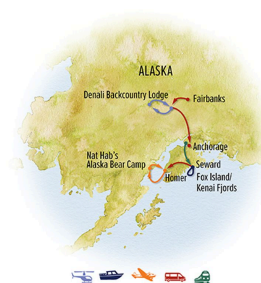 ALASKA
Denali Backcountry Lodge
Fairbanks
Anchorage
Nat Hab's
Alaska Bear Camp
Seward
Homer
Fox Island/
Kenai Fjords